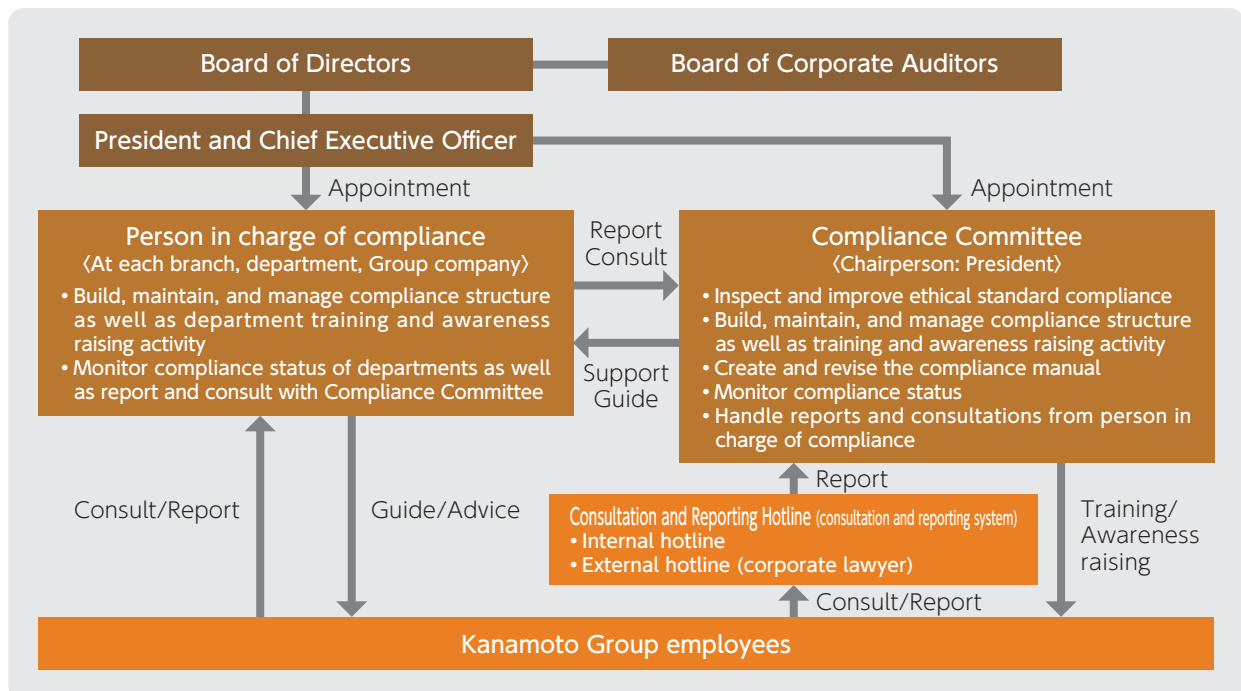 Board of Directors
Board of Corporate Auditors
President and Chief Executive Officer
Appointment
Appointment
Person in charge of compliance
〈At each branch, department, Group company〉
• Build, maintain, and manage compliance structure
as well as department training and awareness
raising activity
• Monitor compliance status of departments as well
as report and consult with Compliance Committee
Report
Consult
Support
Guide
Compliance Committee
〈Chairperson: President〉
• Inspect and improve ethical standard compliance
• Build, maintain, and manage compliance structure
as well as training and awareness raising activity
• Create and revise the compliance manual
• Monitor compliance status
• Handle reports and consultations from person in
charge of compliance
Consult/Report
Guide/Advice
Report
Consultation and Reporting Hotline (consultation and reporting system)
• Internal hotline
• External hotline (corporate lawyer)
Training/
Awareness
raising
Consult/Report
Kanamoto Group employees